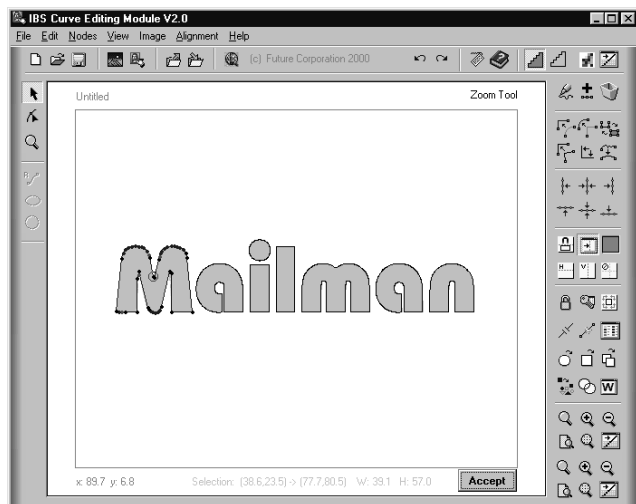 IBS Curve Editing Module V2.0
File Edit Nodes View Image Alignment Help
(c) Future Corporation 2000
Untitled Zoom Tool
Mailman
x: 89.7 y: 6.8 Selection: (38.6,23.5) -> (77.7,80.5) W: 39.1 H: 57.0 Accept